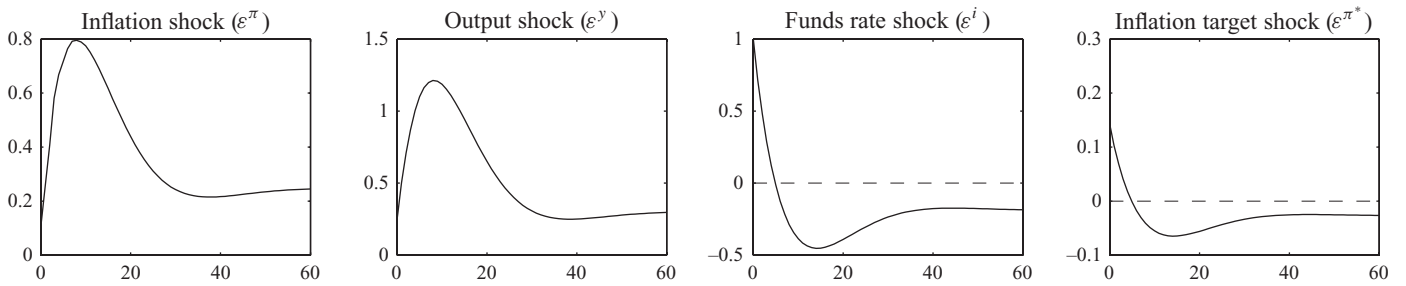 Inflation shock (ε^π) Output shock (ε^y) Funds rate shock (ε^i) Inflation target shock (ε^π*)
0.8 1.5 1 0.3
0.6 0.5 0.2
1
0.4 0 0.1
0.5
0.2 −0.5 0
0 0 −0.1
0 20 40 60 0 20 40 60 0 20 40 60 0 20 40 60